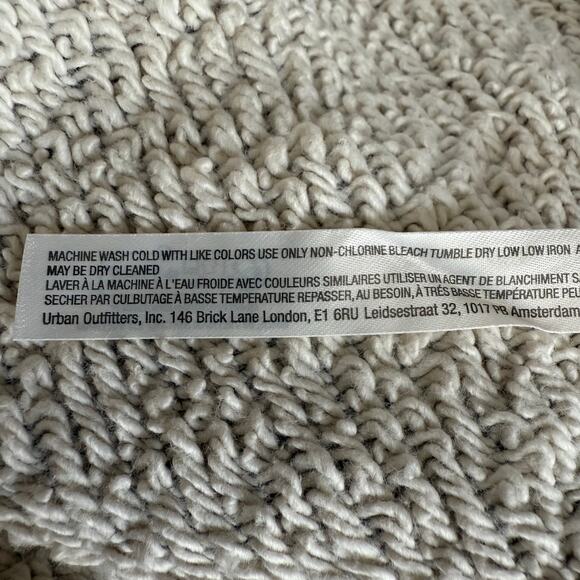 MACHINE WASH COLD WITH LIKE COLORS USE ONLY NON-CHLORINE BLEACH TUMBLE DRY LOW LOW IRON A
MAY BE DRY CLEANED
LAVER À LA MACHINE À L'EAU FROIDE AVEC COULEURS SIMILAIRES UTILISER UN AGENT DE BLANCHIMENT S
SECHER PAR CULBUTAGE À BASSE TEMPÉRATURE REPASSER, AU BESOIN, À TRÈS BASSE TEMPÉRATURE PEU
Urban Outfitters, Inc. 146 Brick Lane London, E1 6RU Leidsestraat 32, 1017 PB Amsterdam